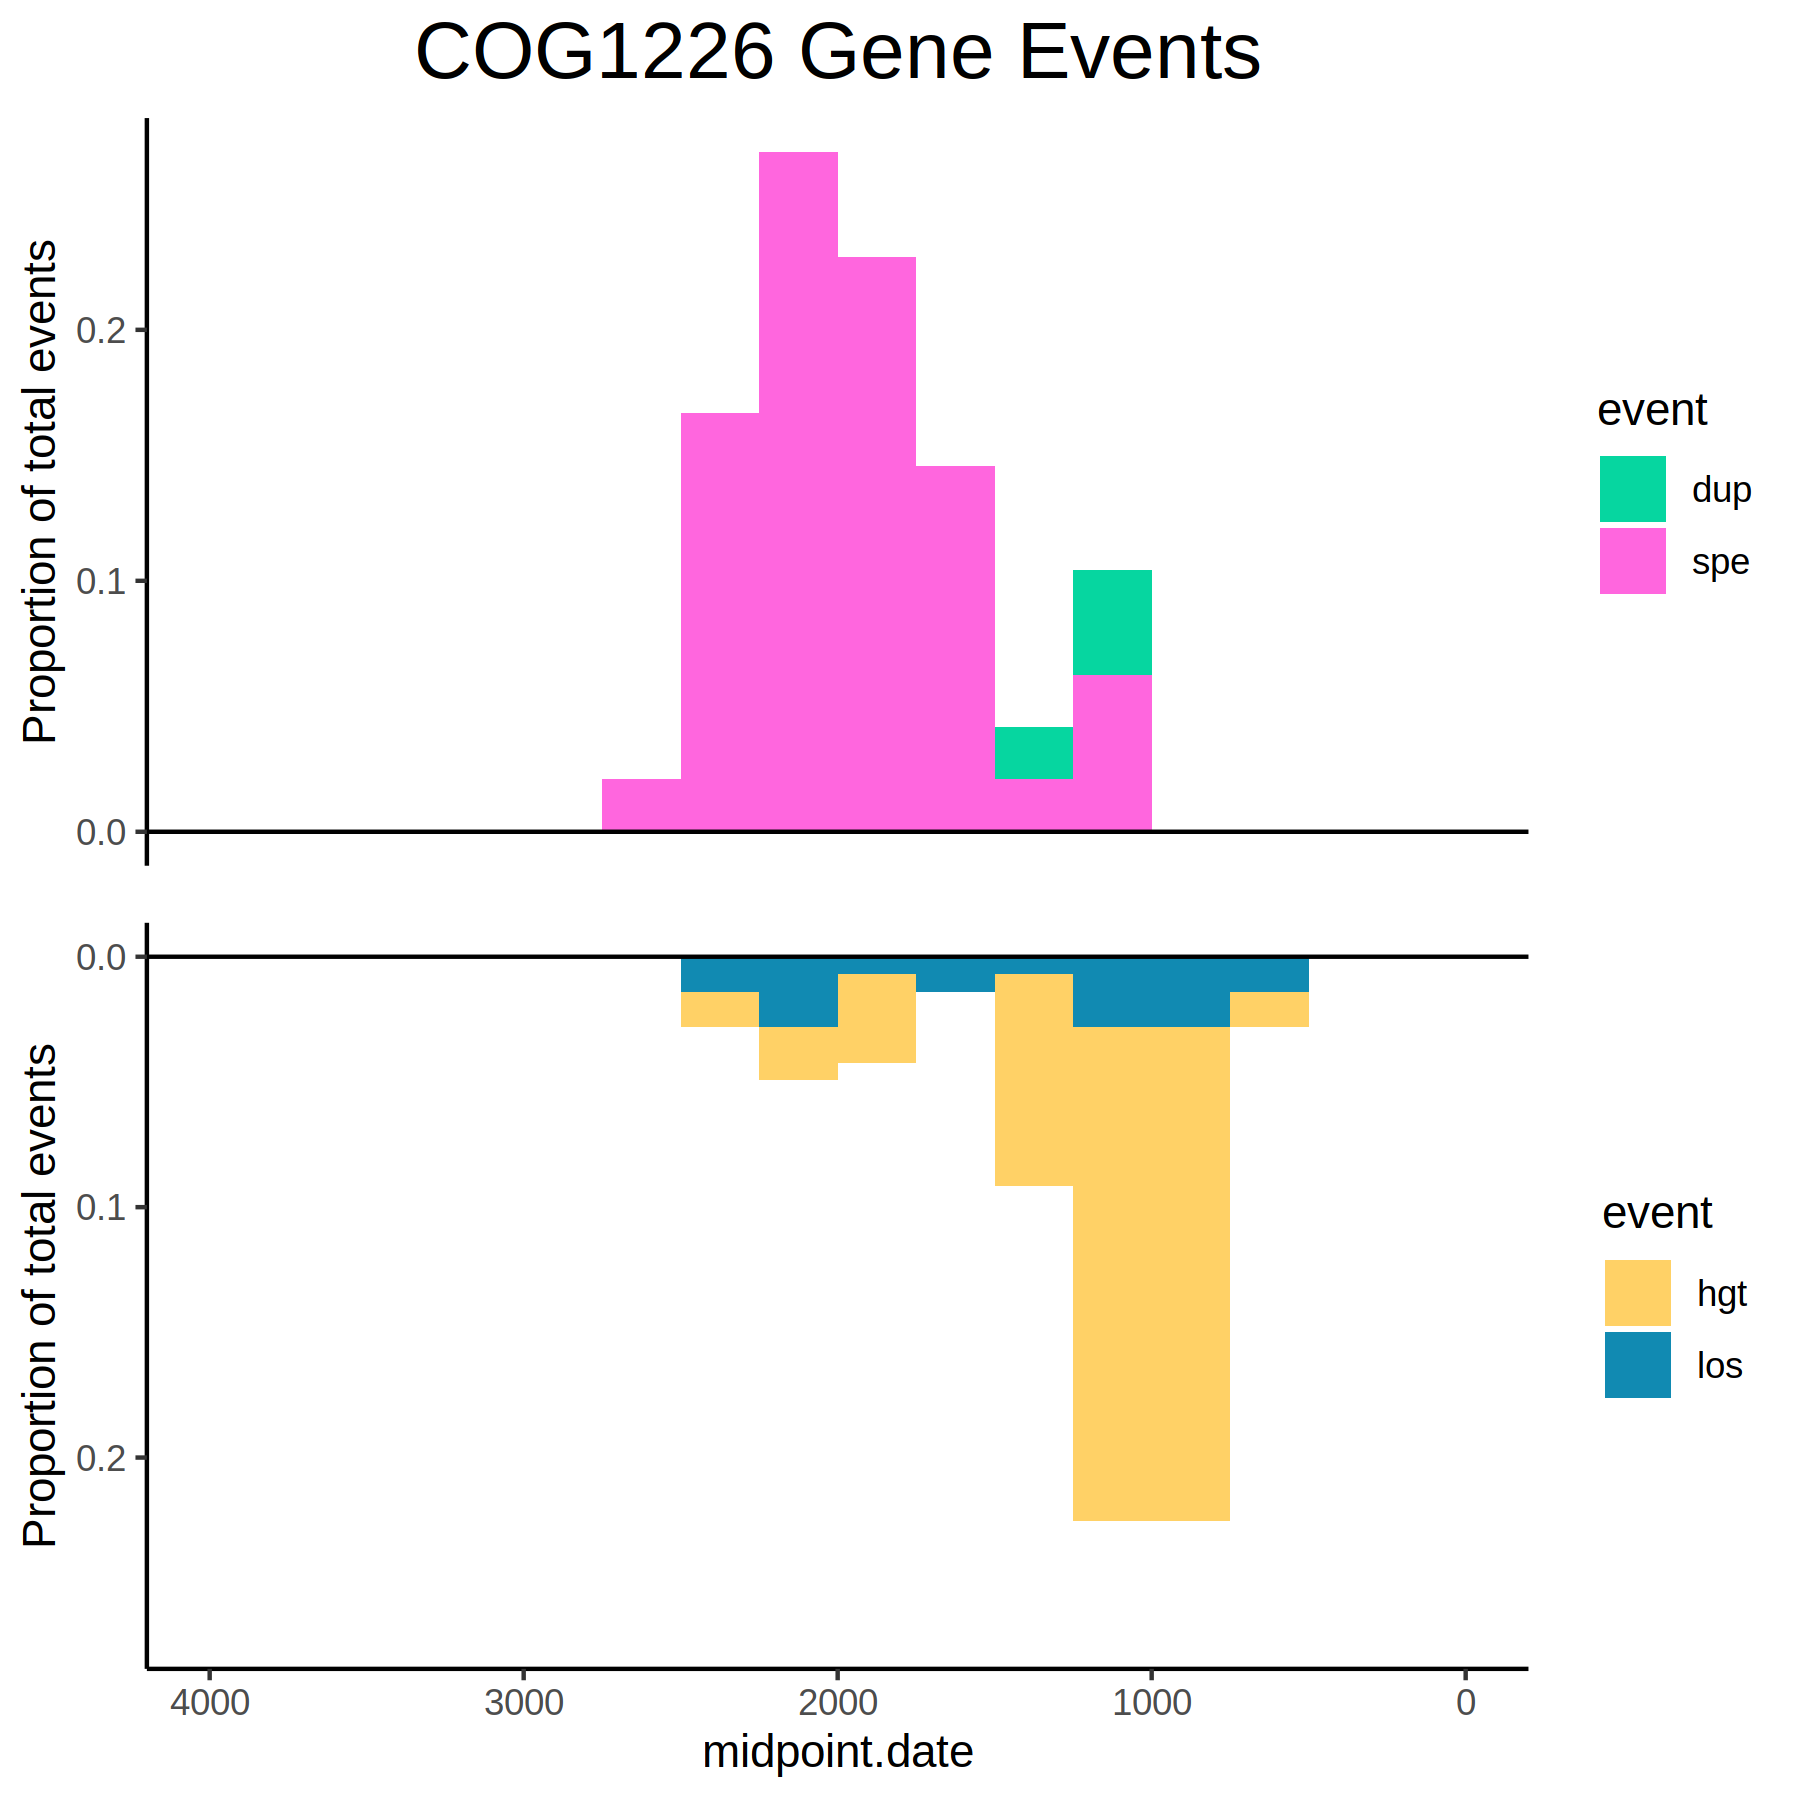 COG1226 Gene Events
Proportion of total events
0.2
0.1
0.0
event
dup
spe
Proportion of total events
0.0
0.1
0.2
event
hgt
los
4000 3000 2000 1000 0
midpoint.date